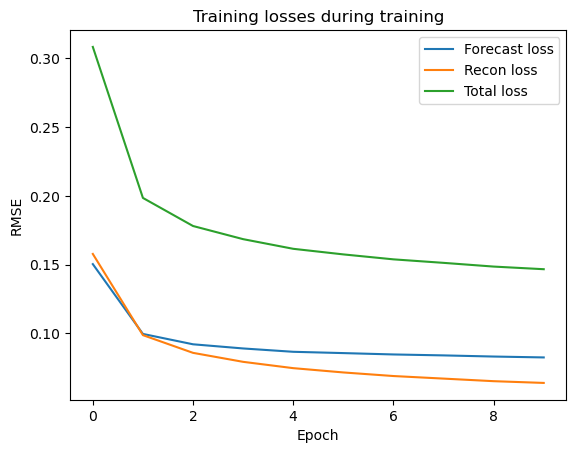 Training losses during training
RMSE
0.30
0.25
0.20
0.15
0.10
Forecast loss
Recon loss
Total loss
0
2
4
6
8
Epoch